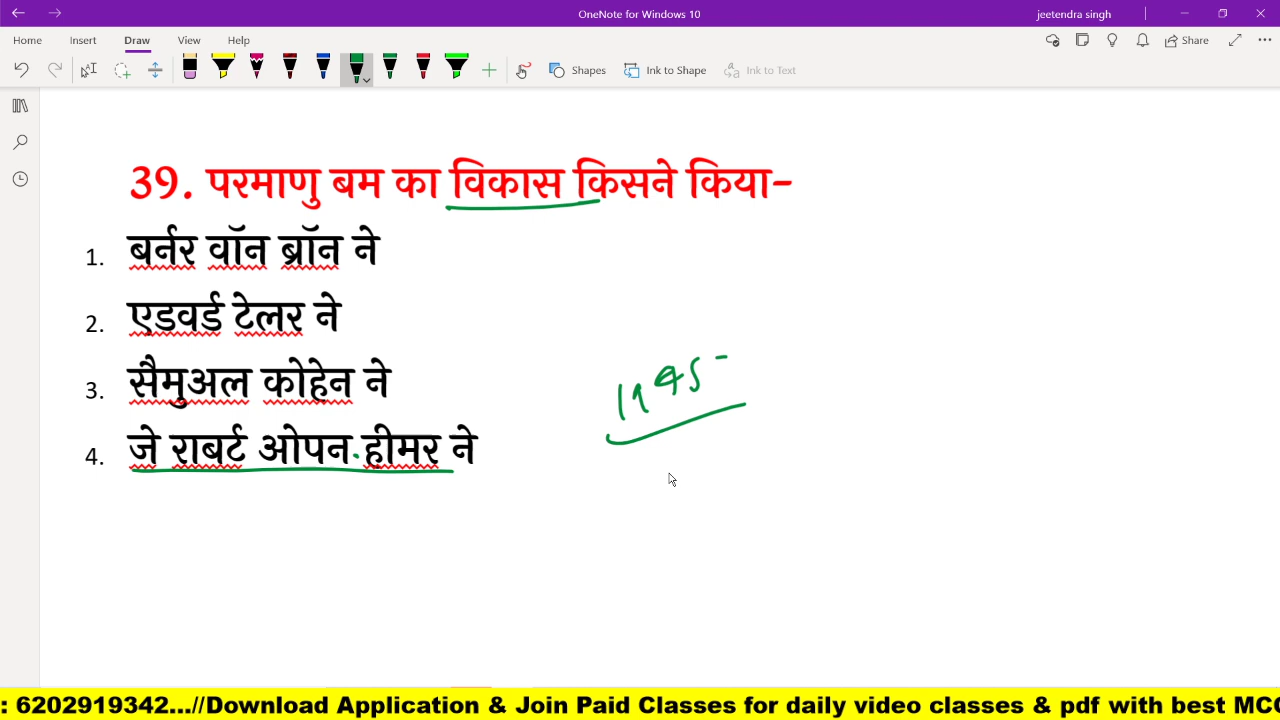 OneNote for Windows 10
jeetendra singh
Home Insert Draw View Help
Share
Shapes Ink to Shape Ink to Text
39. परमाणु बम का विकास किसने किया-
1. बर्नर वॉन ब्रॉन ने
2. एडवर्ड टेलर ने
3. सैमुअल कोहेन ने
4. जे राबर्ट ओपन हीमर ने
1945
: 6202919342...//Download Application & Join Paid Classes for daily video classes & pdf with best MC